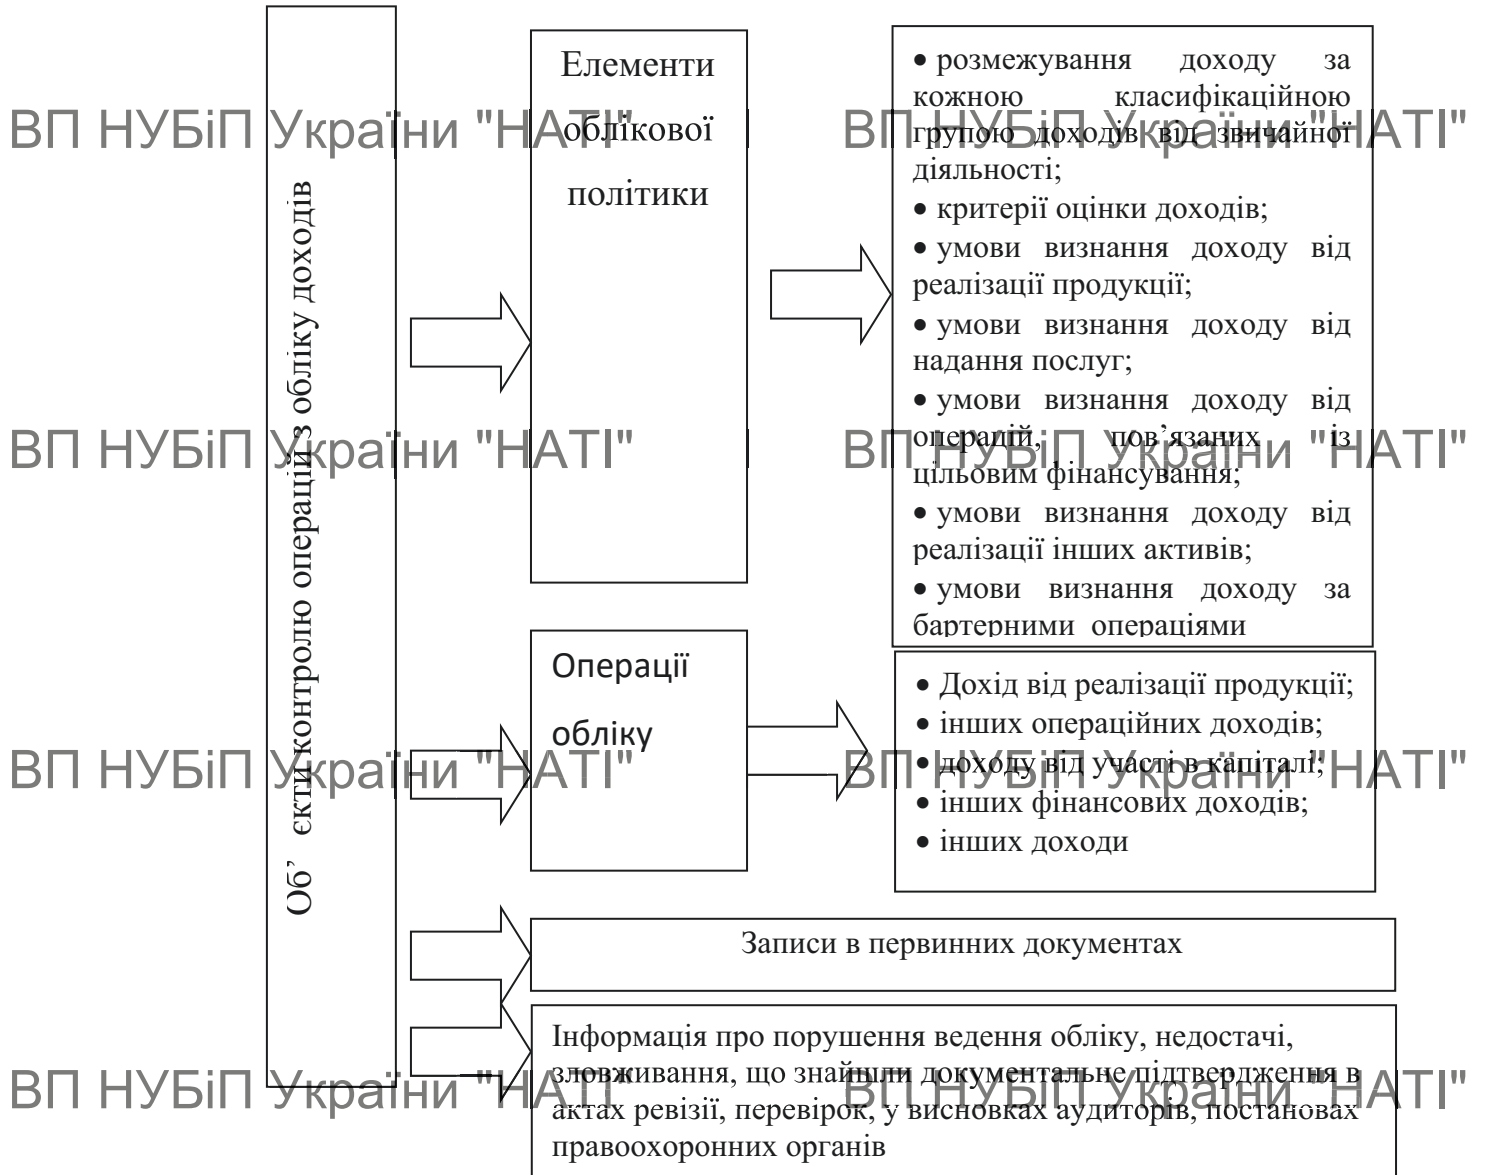 Об’ єкти контролю операцій з обліку доходів
Елементи
облікової
політики
• розмежування доходу за
кожною класифікаційною
групою доходів від звичайної
діяльності;
• критерії оцінки доходів;
• умови визнання доходу від
реалізації продукції;
• умови визнання доходу від
надання послуг;
• умови визнання доходу від
операцій, пов’язаних із
цільовим фінансування;
• умови визнання доходу від
реалізації інших активів;
• умови визнання доходу за
бартерними операціями
Операції
обліку
• Дохід від реалізації продукції;
• інших операційних доходів;
• доходу від участі в капіталі;
• інших фінансових доходів;
• інших доходи
Записи в первинних документах
Інформація про порушення ведення обліку, недостачі,
зловживання, що знайшли документальне підтвердження в
актах ревізії, перевірок, у висновках аудиторів, постановах
правоохоронних органів
ВП НУБіП України "НАТІ"
ВП НУБіП України "НАТІ"
ВП НУБіП України "НАТІ"
ВП НУБіП України "НАТІ"
ВП НУБіП України "НАТІ"
ВП НУБіП України "НАТІ"
ВП НУБіП України "НАТІ"
ВП НУБіП України "НАТІ"